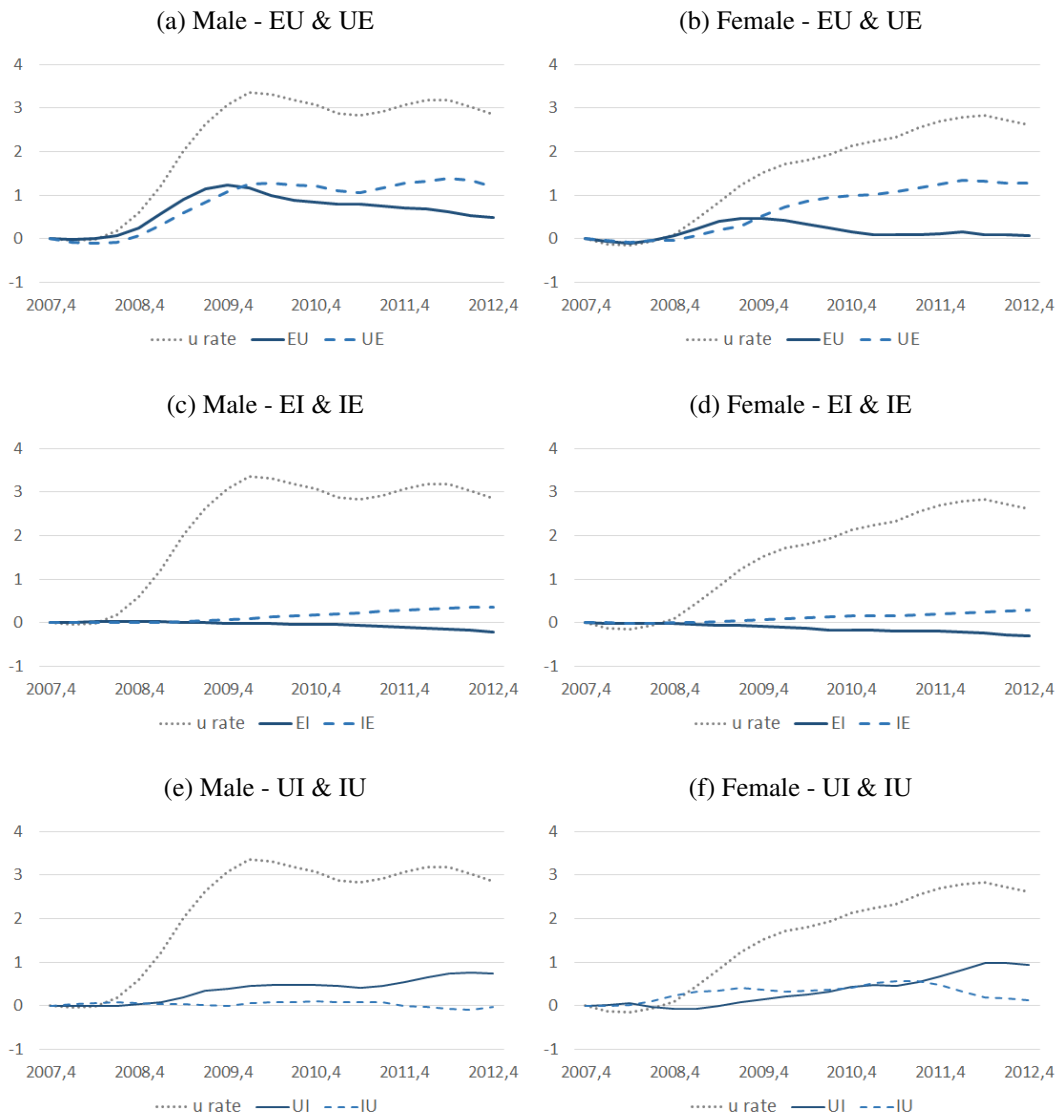 (a) Male - EU & UE
4
3
2
1
0
-1
2007,4 2008,4 2009,4 2010,4 2011,4 2012,4
u rate EU UE
(b) Female - EU & UE
4
3
2
1
0
-1
2007,4 2008,4 2009,4 2010,4 2011,4 2012,4
u rate EU UE
(c) Male - EI & IE
4
3
2
1
0
-1
2007,4 2008,4 2009,4 2010,4 2011,4 2012,4
u rate EI IE
(d) Female - EI & IE
4
3
2
1
0
-1
2007,4 2008,4 2009,4 2010,4 2011,4 2012,4
u rate EI IE
(e) Male - UI & IU
4
3
2
1
0
-1
2007,4 2008,4 2009,4 2010,4 2011,4 2012,4
u rate UI IU
(f) Female - UI & IU
4
3
2
1
0
-1
2007,4 2008,4 2009,4 2010,4 2011,4 2012,4
u rate UI IU